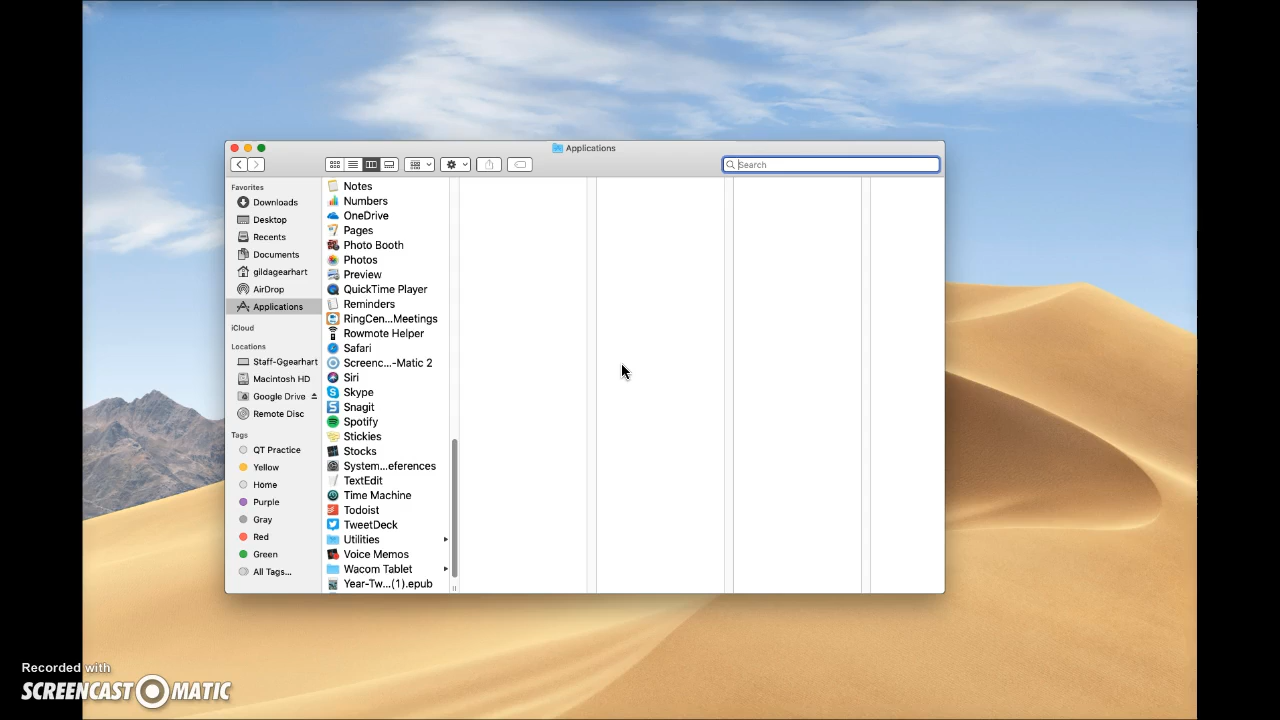 Applications
Search
Favorites
Downloads
Desktop
Recents
Documents
gildagearhart
AirDrop
Applications
iCloud
Locations
Staff-Ggearhart
Macintosh HD
Google Drive
Remote Disc
Tags
QT Practice
Yellow
Home
Purple
Gray
Red
Green
All Tags...
Notes
Numbers
OneDrive
Pages
Photo Booth
Photos
Preview
QuickTime Player
Reminders
RingCen...Meetings
Rowmote Helper
Safari
Screenc...-Matic 2
Siri
Skype
Snagit
Spotify
Stickies
Stocks
System...eferences
TextEdit
Time Machine
Todoist
TweetDeck
Utilities
Voice Memos
Wacom Tablet
Year-Tw...(1).epub
Recorded with
SCREENCAST MATIC